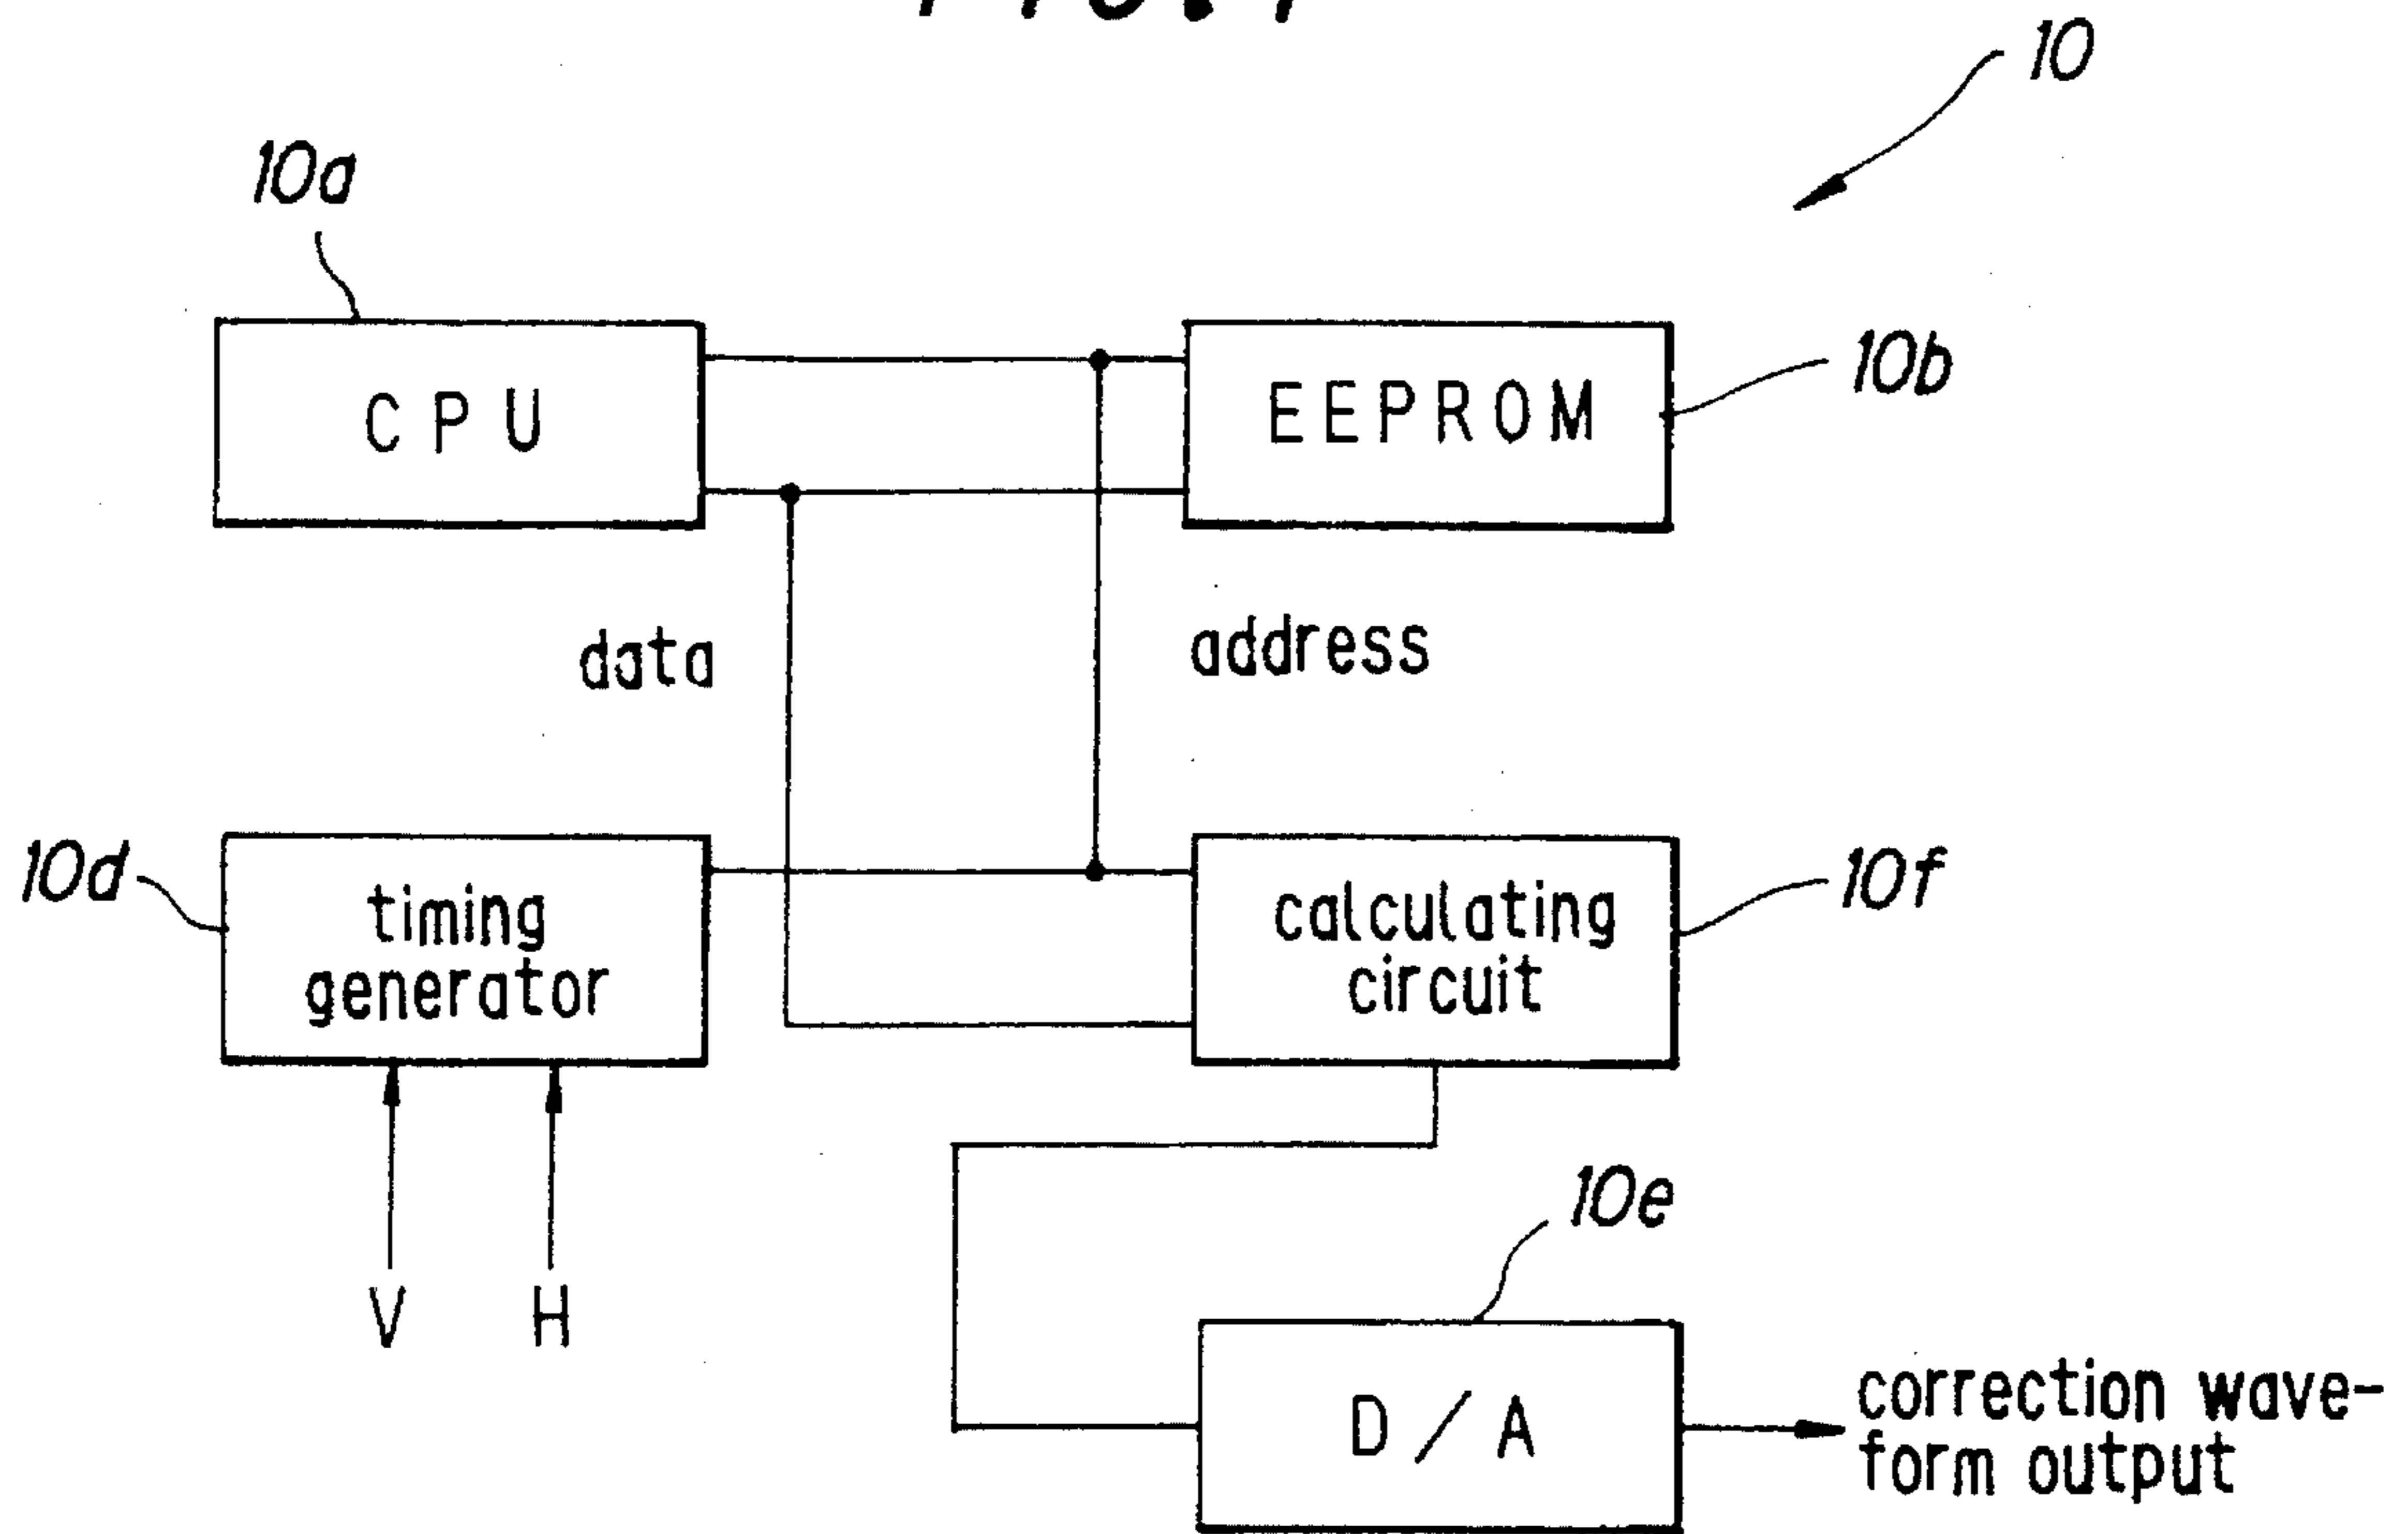 10
10a
CPU
EEPROM
10b
data
address
10d
timing
generator
calculating
circuit
10f
V
H
10e
D/A
correction wave-
form output